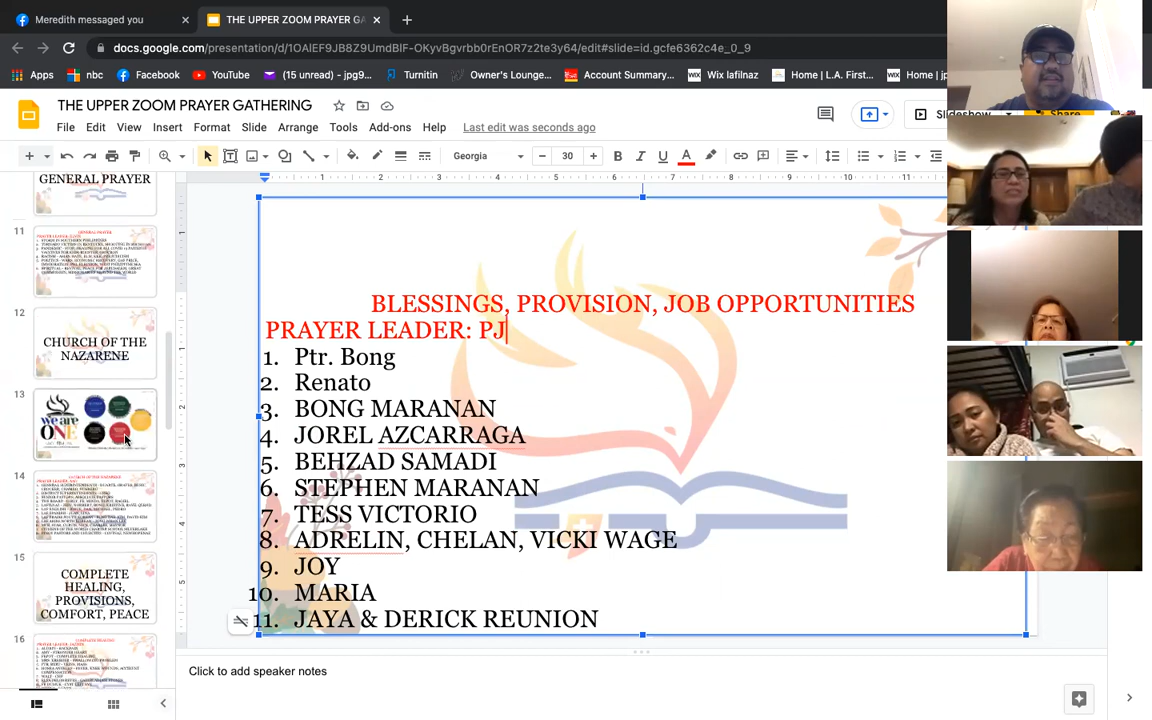 Meredith messaged you
THE UPPER ZOOM PRAYER GA
docs.google.com/presentation/d/1OAlEF9JB8Z9UmdBlF-OKyvBgvrbb0rEnOR7z2te3y64/edit#slide=id.gcfe6362c4e_0_9
Apps nbc Facebook YouTube (15 unread) - jpg9... Turnitin Owner's Lounge... Account Summary... Wix lafilnaz Home | L.A. First... Home | jp
THE UPPER ZOOM PRAYER GATHERING
Slideshow Share
File Edit View Insert Format Slide Arrange Tools Add-ons Help Last edit was seconds ago
Georgia 30
GENERAL PRAYER
11
12
CHURCH OF THE
NAZARENE
13
we are
ONE
14
15
COMPLETE
HEALING,
PROVISIONS,
COMFORT, PEACE
16
BLESSINGS, PROVISION, JOB OPPORTUNITIES
PRAYER LEADER: PJ
1. Ptr. Bong
2. Renato
3. BONG MARANAN
4. JOREL AZCARRAGA
5. BEHZAD SAMADI
6. STEPHEN MARANAN
7. TESS VICTORIO
8. ADRELIN, CHELAN, VICKI WAGE
9. JOY
10. MARIA
11. JAYA & DERICK REUNION
Click to add speaker notes